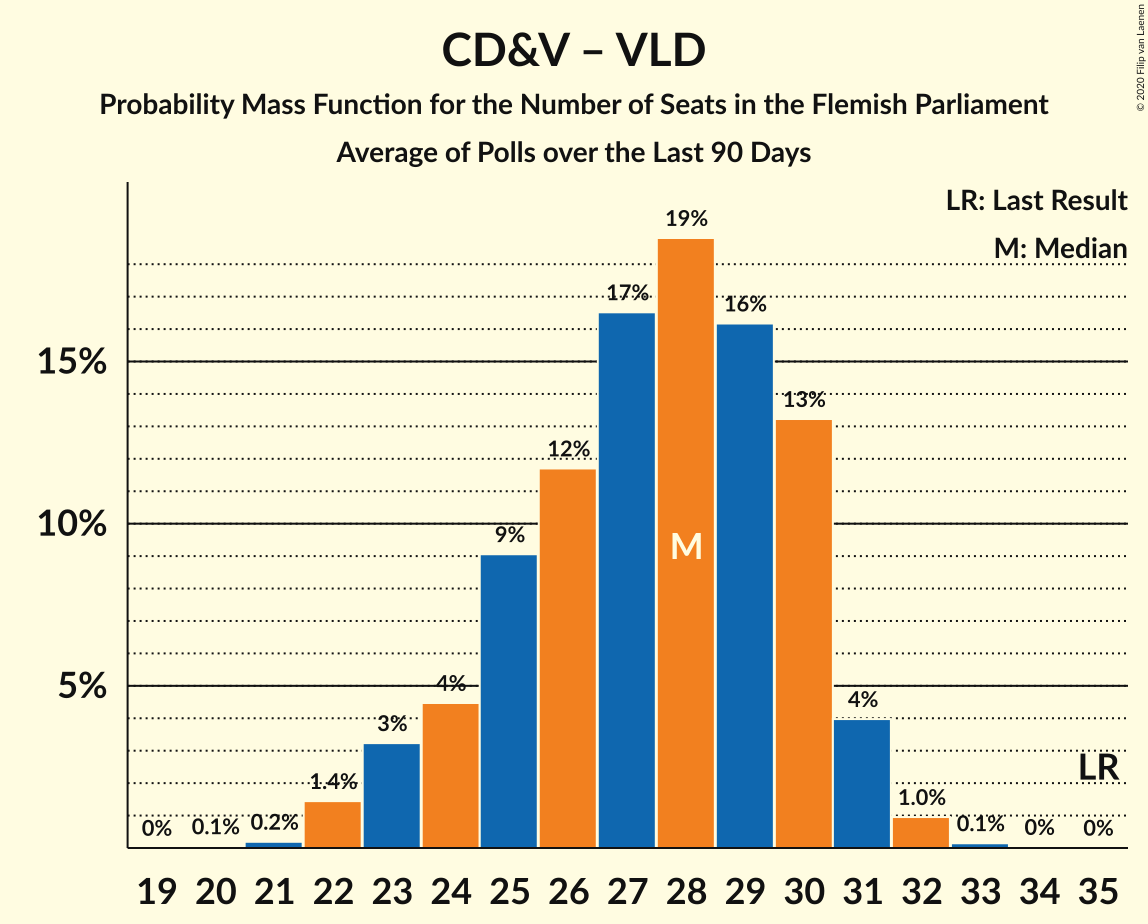 © 2020 Filip van Laenen
CD&V – VLD
Probability Mass Function for the Number of Seats in the Flemish Parliament
Average of Polls over the Last 90 Days
LR: Last Result
M: Median
15%
10%
5%
0%
0.1%
0.2%
1.4%
3%
4%
9%
12%
17%
19%
16%
13%
4%
1.0%
0.1%
0%
0%
M
LR
19 20 21 22 23 24 25 26 27 28 29 30 31 32 33 34 35